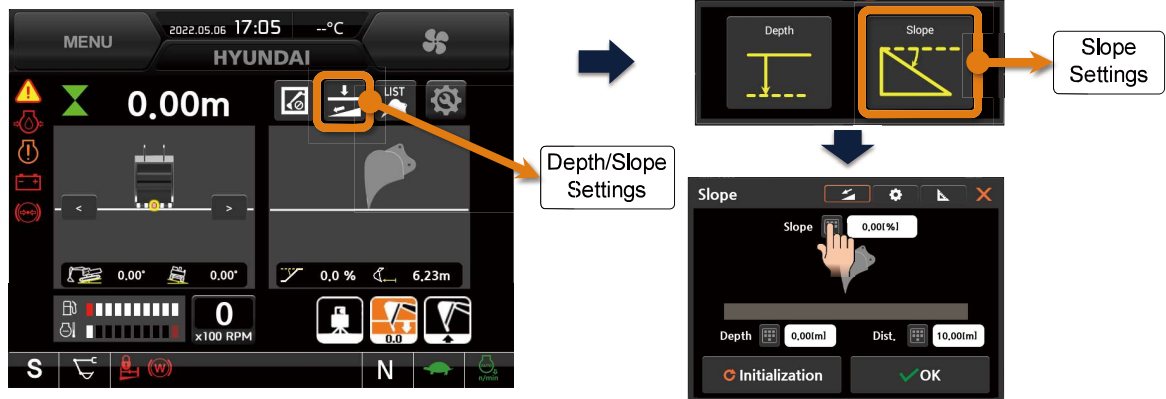 MENU
2022.05.06 17:05 --°C
HYUNDAI
0.00m
LIST
< >
0.00° 0.00°
0.0 % 6.23m
0
x100 RPM
0.0
S
(W)
N
n/min
Depth/Slope
Settings
Depth
Slope
Slope
Settings
Slope
X
Slope 0.00[%]
Depth 0.00[m] Dist. 10.00[m]
Initialization
OK